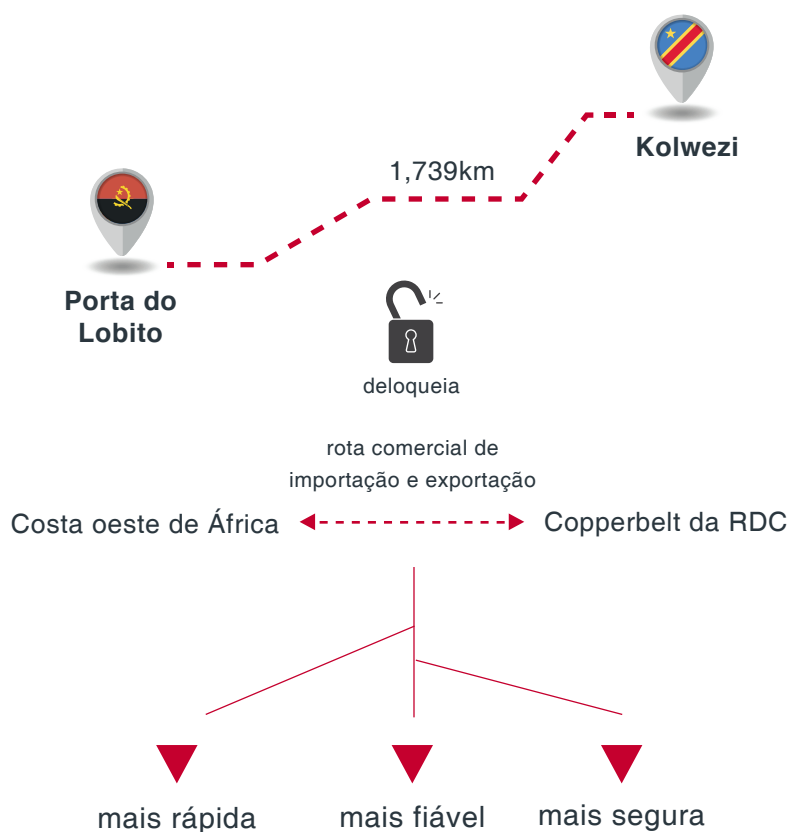 Kolwezi
1,739km
Porta do
Lobito
deloqueia
rota comercial de
importação e exportação
Costa oeste de África
Copperbelt da RDC
mais rápida
mais fiável
mais segura